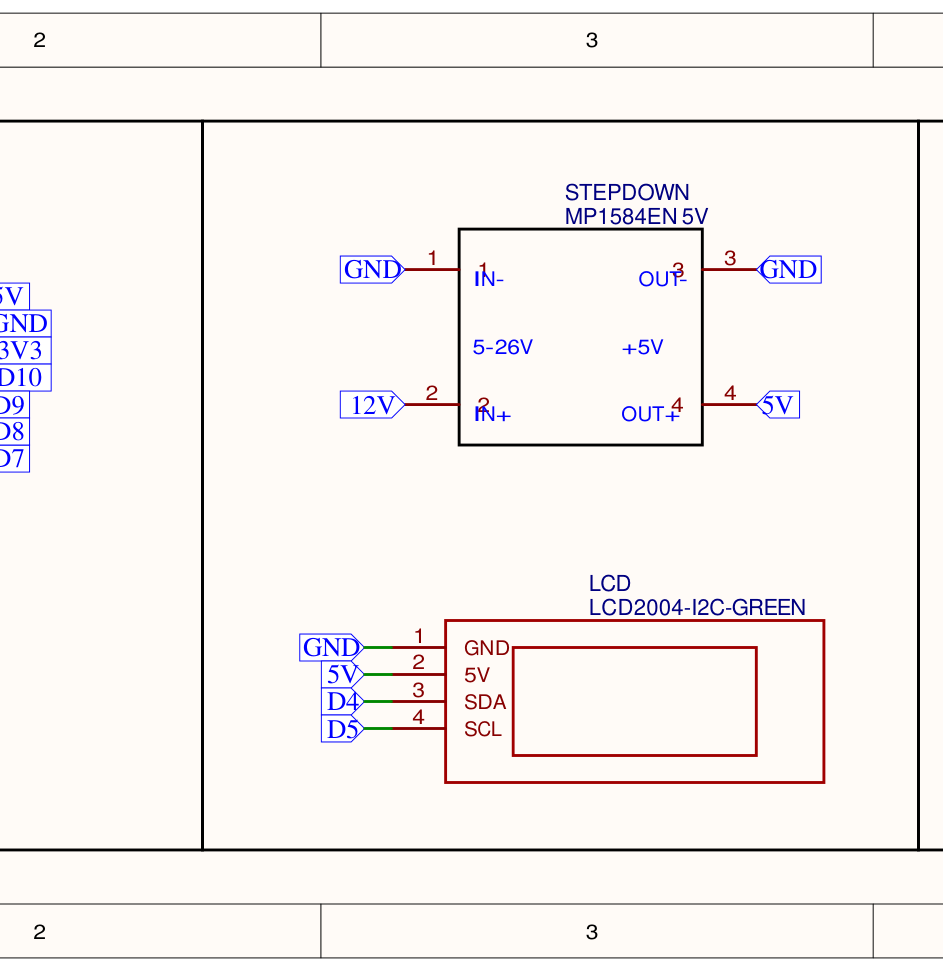 2 3
STEPDOWN
MP1584EN 5V
GND 1 1 IN- 3 OUT- 3 GND
5-26V +5V
12V 2 2 IN+ OUT+ 4 4 5V
5V
GND
3V3
D10
D9
D8
D7
LCD
LCD2004-I2C-GREEN
GND 1 GND
5V 2 5V
D4 3 SDA
D5 4 SCL
2 3